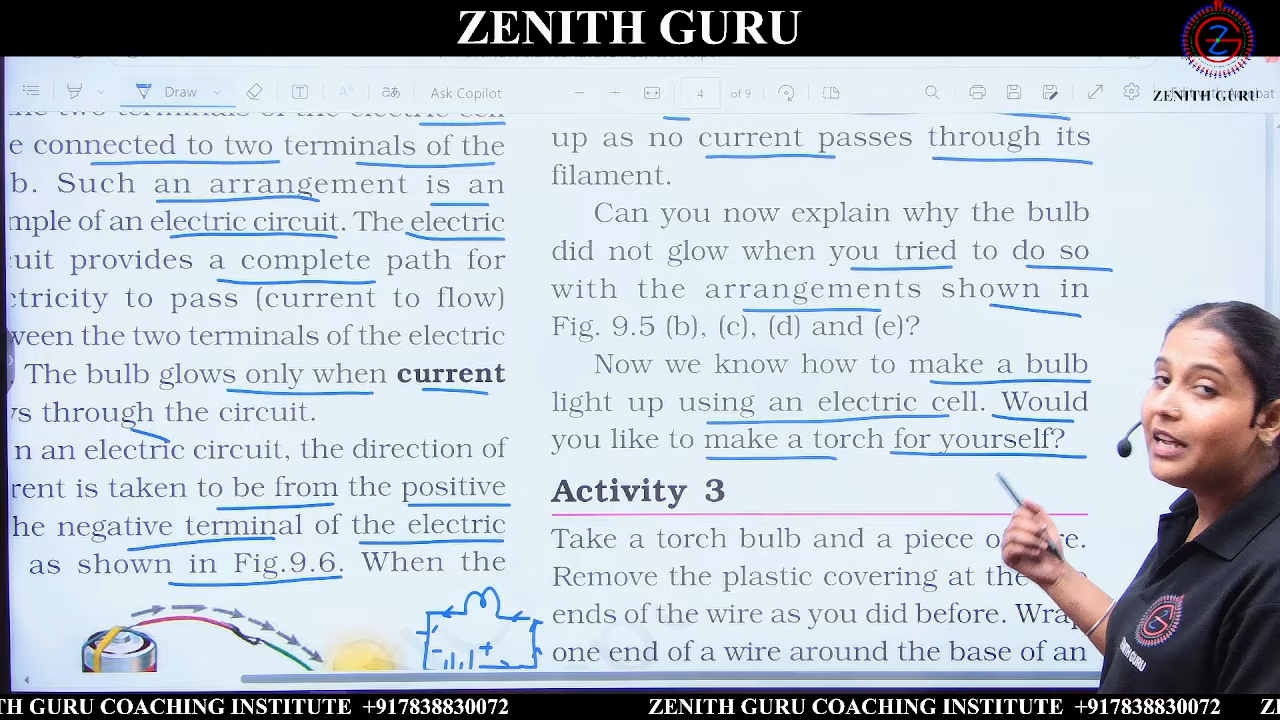 ZENITH GURU
Draw
Ask Copilot
4
of 9
ZENITH GURU
e connected to two terminals of the
b. Such an arrangement is an
mple of an electric circuit. The electric
uit provides a complete path for
ctricity to pass (current to flow)
ween the two terminals of the electric
. The bulb glows only when current
s through the circuit.
n an electric circuit, the direction of
rent is taken to be from the positive
he negative terminal of the electric
as shown in Fig.9.6. When the
up as no current passes through its
filament.
Can you now explain why the bulb
did not glow when you tried to do so
with the arrangements shown in
Fig. 9.5 (b), (c), (d) and (e)?
Now we know how to make a bulb
light up using an electric cell. Would
you like to make a torch for yourself?
Activity 3
Take a torch bulb and a piece
Remove the plastic covering at the
ends of the wire as you did before. Wrap
one end of a wire around the base of an
TH GURU COACHING INSTITUTE +917838830072
ZENITH GURU COACHING INSTITUTE +917838830072